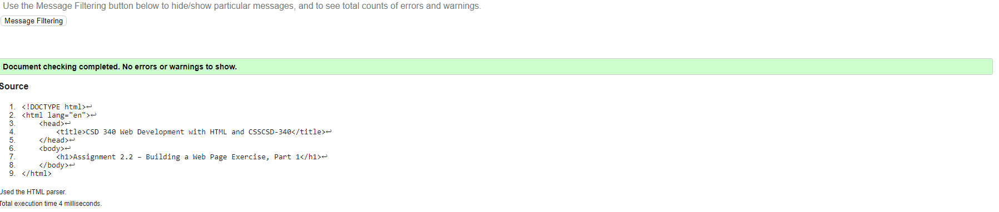 Use the Message Filtering button below to hide/show particular messages, and to see total counts of errors and warnings.
Message Filtering
Document checking completed. No errors or warnings to show.
Source
1. <!DOCTYPE html>↩
2. <html lang="en">↩
3.     <head>↩
4.         <title>CSD 340 Web Development with HTML and CSSCSD-340</title>↩
5.     </head>↩
6.     <body>↩
7.         <h1>Assignment 2.2 – Building a Web Page Exercise, Part 1</h1>↩
8.     </body>↩
9. </html>
Used the HTML parser.
Total execution time 4 milliseconds.